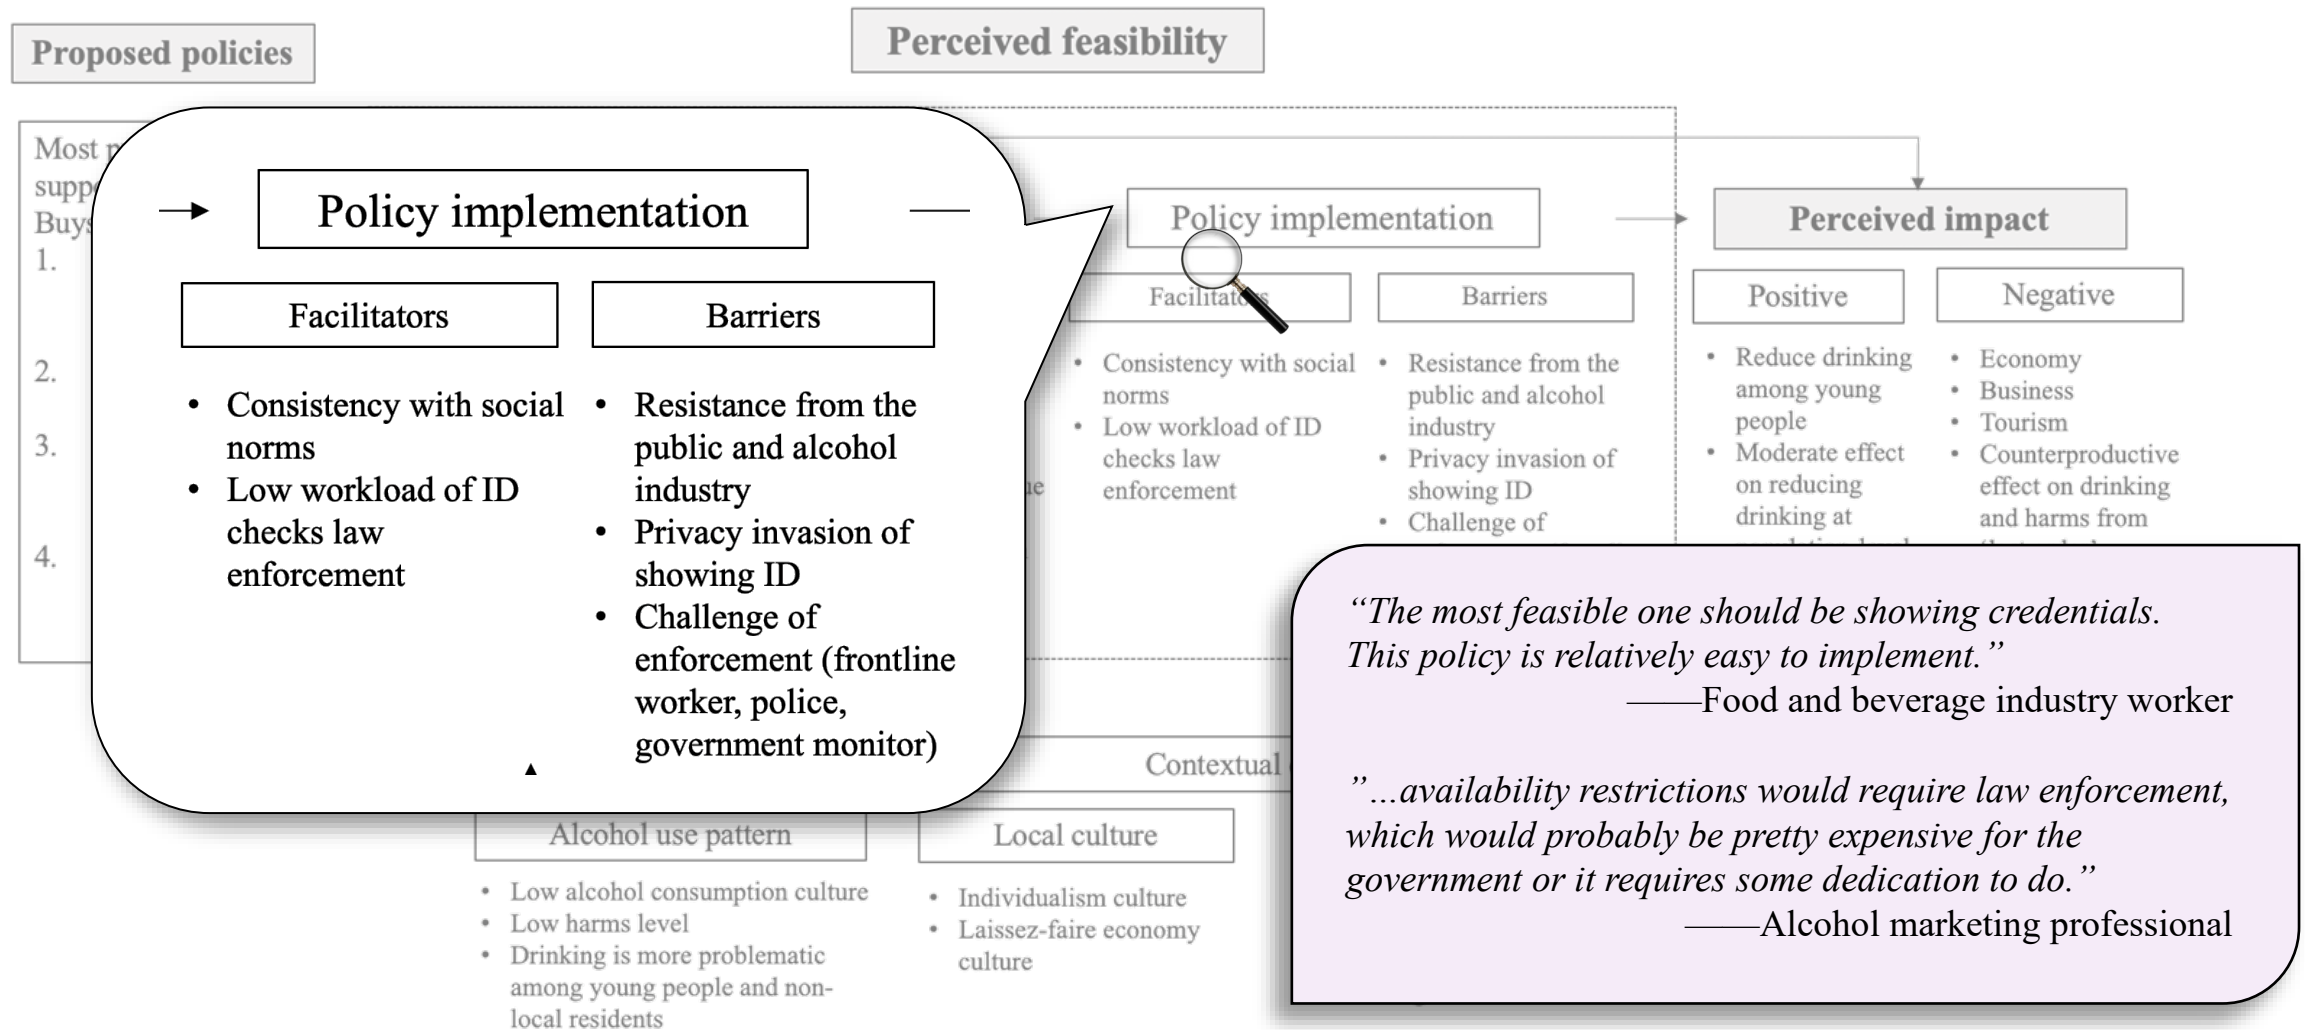 Proposed policies
Perceived feasibility
Most
Buys
1.
2.
3.
4.
Policy implementation
Facilitators
Barriers
• Consistency with social
norms
• Low workload of ID
checks law
enforcement
• Resistance from the
public and alcohol
industry
• Privacy invasion of
showing ID
• Challenge of
enforcement (frontline
worker, police,
government monitor)
Policy implementation
Facilitators
Barriers
• Consistency with social
norms
• Low workload of ID
checks law
enforcement
• Resistance from the
public and alcohol
industry
• Privacy invasion of
showing ID
• Challenge of
Perceived impact
Positive
Negative
• Reduce drinking
among young
people
• Moderate effect
on reducing
drinking at
• Economy
• Business
• Tourism
• Counterproductive
effect on drinking
and harms from
Contextual
Alcohol use pattern
• Low alcohol consumption culture
• Low harms level
• Drinking is more problematic
among young people and non-
local residents
Local culture
• Individualism culture
• Laissez-faire economy
culture
“The most feasible one should be showing credentials.
This policy is relatively easy to implement.”
——Food and beverage industry worker
”…availability restrictions would require law enforcement,
which would probably be pretty expensive for the
government or it requires some dedication to do.”
——Alcohol marketing professional